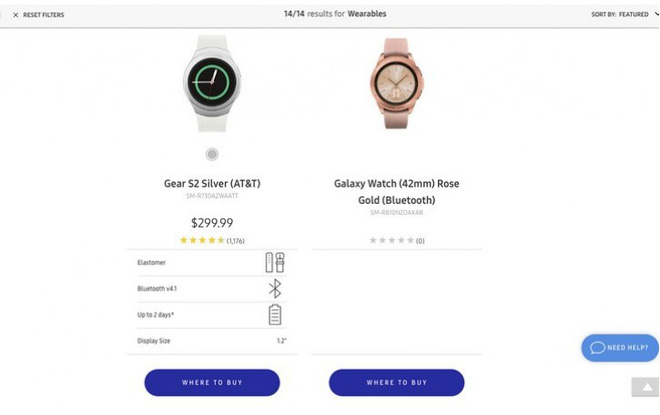 × RESET FILTERS
14/14 results for Wearables
SORT BY: FEATURED
Gear S2 Silver (AT&T)
SM-R730AZWAATT
$299.99
(1,176)
Elastomer
Bluetooth v4.1
Up to 2 days*
Display Size 1.2"
WHERE TO BUY
Galaxy Watch (42mm) Rose
Gold (Bluetooth)
SM-R810NZDAXAR
(0)
WHERE TO BUY
NEED HELP?